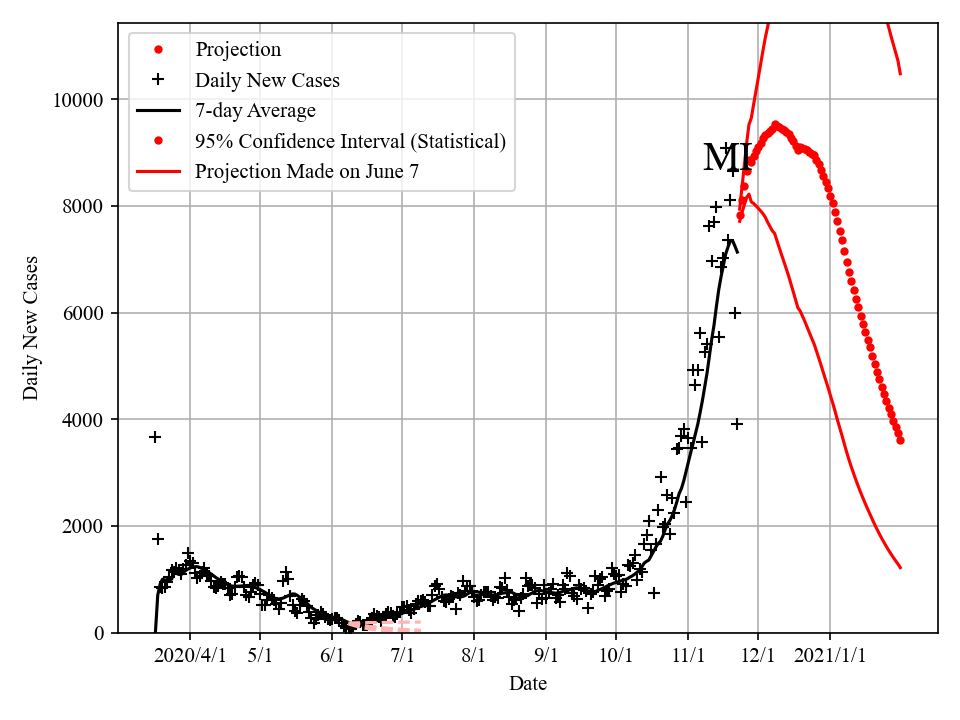 Projection
Daily New Cases
7-day Average
95% Confidence Interval (Statistical)
Projection Made on June 7
MI
10000
8000
6000
4000
2000
0
Daily New Cases
2020/4/1 5/1 6/1 7/1 8/1 9/1 10/1 11/1 12/1 2021/1/1
Date